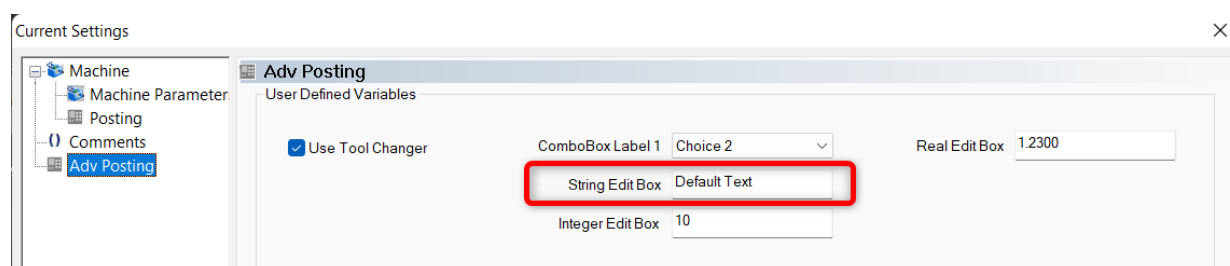 Current Settings
Machine
Machine Parameter
Posting
Comments
Adv Posting
Adv Posting
User Defined Variables
Use Tool Changer
ComboBox Label 1 Choice 2
Real Edit Box 1.2300
String Edit Box Default Text
Integer Edit Box 10